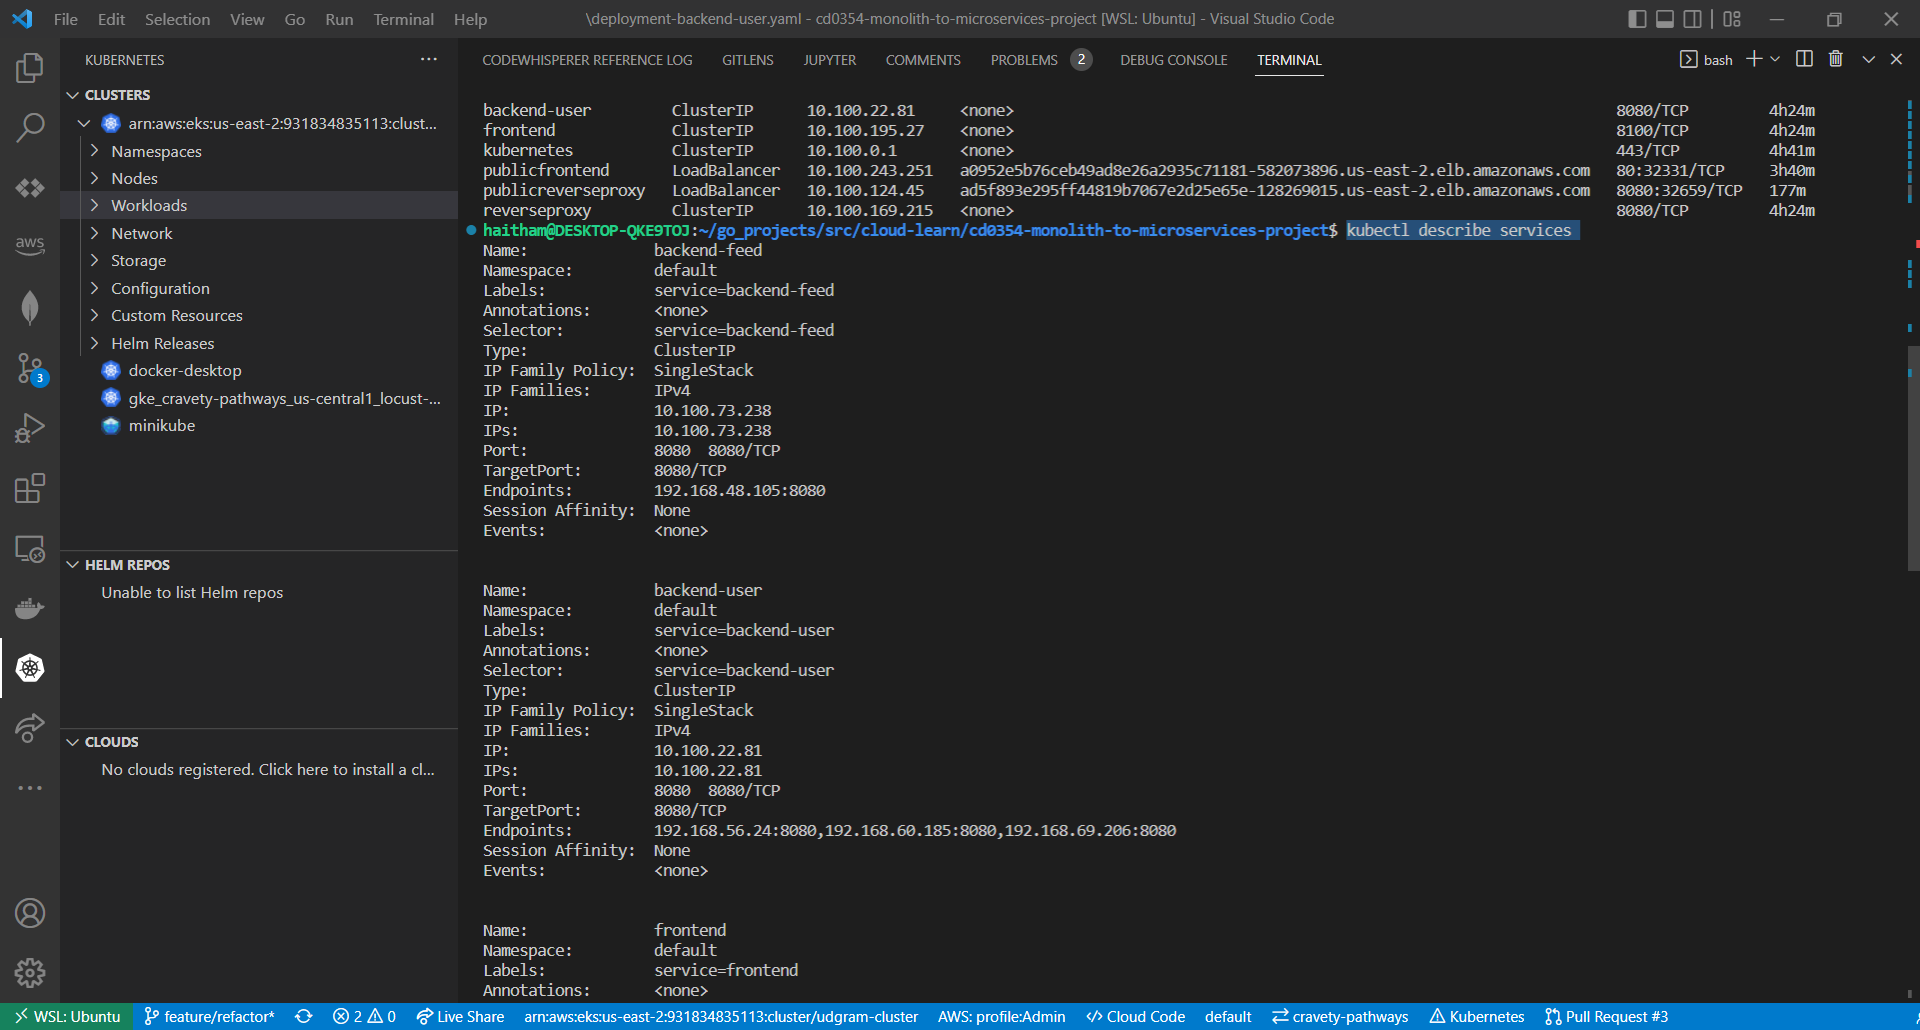 File Edit Selection View Go Run Terminal Help \deployment-backend-user.yaml - cd0354-monolith-to-microservices-project [WSL: Ubuntu] - Visual Studio Code
KUBERNETES
CLUSTERS
arn:aws:eks:us-east-2:931834835113:clust...
Namespaces
Nodes
Workloads
Network
Storage
Configuration
Custom Resources
Helm Releases
docker-desktop
gke_cravety-pathways_us-central1_locust-...
minikube
HELM REPOS
Unable to list Helm repos
CLOUDS
No clouds registered. Click here to install a cl...
aws
3
CODEWHISPERER REFERENCE LOG GITLENS JUPYTER COMMENTS PROBLEMS 2 DEBUG CONSOLE TERMINAL bash
backend-user ClusterIP 10.100.22.81 <none> 8080/TCP 4h24m
frontend ClusterIP 10.100.195.27 <none> 8100/TCP 4h24m
kubernetes ClusterIP 10.100.0.1 <none> 443/TCP 4h41m
publicfrontend LoadBalancer 10.100.243.251 a0952e5b76ceb49ad8e26a2935c71181-582073896.us-east-2.elb.amazonaws.com 80:32331/TCP 3h40m
publicreverseproxy LoadBalancer 10.100.124.45 ad5f893e295ff44819b7067e2d25e65e-128269015.us-east-2.elb.amazonaws.com 8080:32659/TCP 177m
reverseproxy ClusterIP 10.100.169.215 <none> 8080/TCP 4h24m
haitham@DESKTOP-QKE9TOJ:~/go_projects/src/cloud-learn/cd0354-monolith-to-microservices-project$ kubectl describe services
Name: backend-feed
Namespace: default
Labels: service=backend-feed
Annotations: <none>
Selector: service=backend-feed
Type: ClusterIP
IP Family Policy: SingleStack
IP Families: IPv4
IP: 10.100.73.238
IPs: 10.100.73.238
Port: 8080 8080/TCP
TargetPort: 8080/TCP
Endpoints: 192.168.48.105:8080
Session Affinity: None
Events: <none>
Name: backend-user
Namespace: default
Labels: service=backend-user
Annotations: <none>
Selector: service=backend-user
Type: ClusterIP
IP Family Policy: SingleStack
IP Families: IPv4
IP: 10.100.22.81
IPs: 10.100.22.81
Port: 8080 8080/TCP
TargetPort: 8080/TCP
Endpoints: 192.168.56.24:8080,192.168.60.185:8080,192.168.69.206:8080
Session Affinity: None
Events: <none>
Name: frontend
Namespace: default
Labels: service=frontend
Annotations: <none>
WSL: Ubuntu feature/refactor* 2 0 Live Share arn:aws:eks:us-east-2:931834835113:cluster/udgram-cluster AWS: profile:Admin Cloud Code default cravety-pathways Kubernetes Pull Request #3